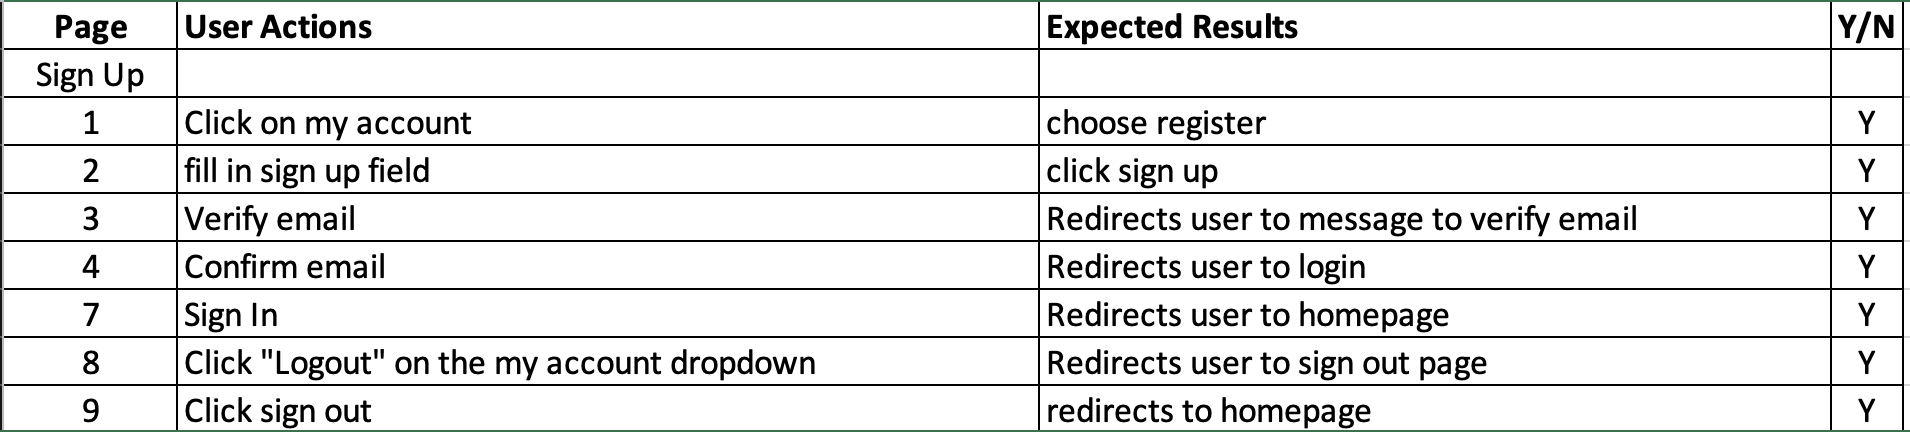 Page User Actions Expected Results Y/N
Sign Up
1 Click on my account choose register Y
2 fill in sign up field click sign up Y
3 Verify email Redirects user to message to verify email Y
4 Confirm email Redirects user to login Y
7 Sign In Redirects user to homepage Y
8 Click "Logout" on the my account dropdown Redirects user to sign out page Y
9 Click sign out redirects to homepage Y